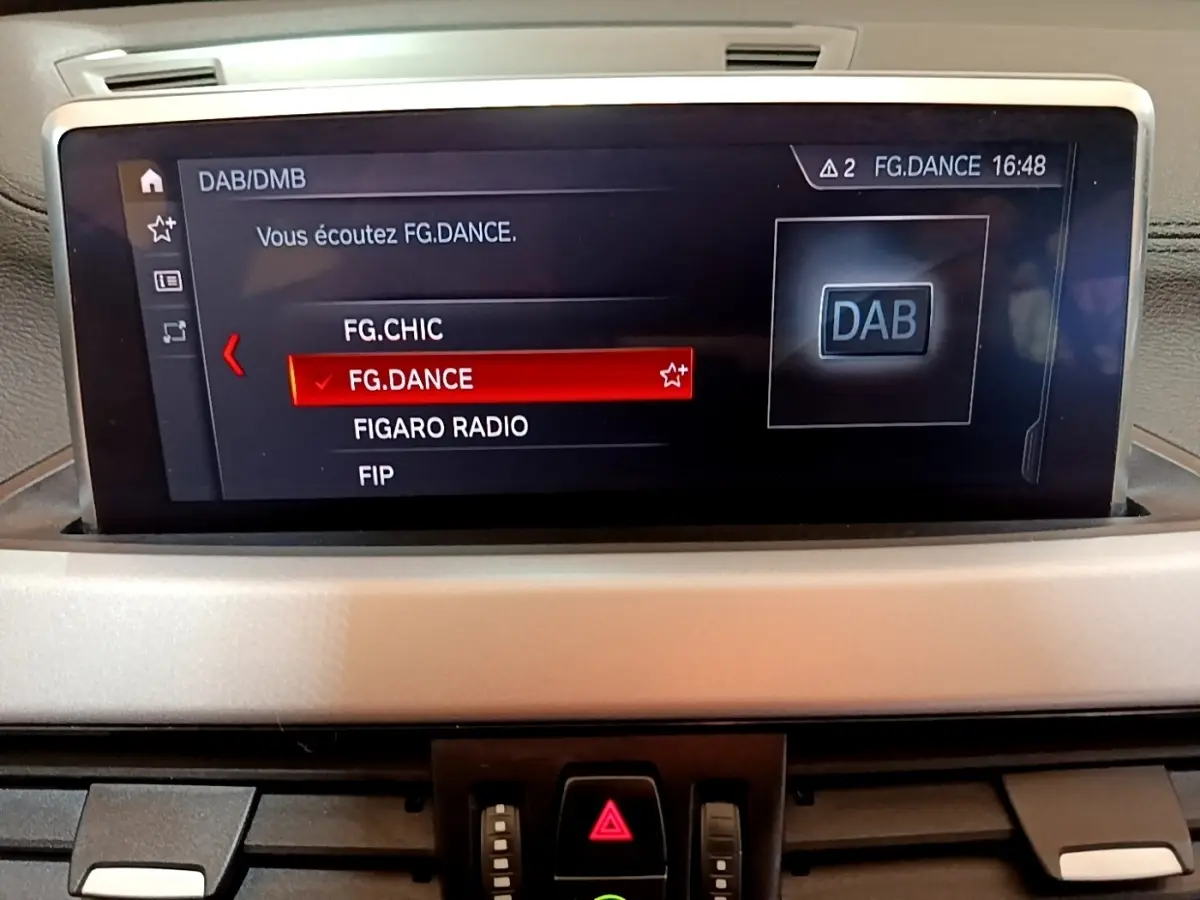 DAB/DMB
2 FG.DANCE 16:48
Vous écoutez FG.DANCE.
FG.CHIC
FG.DANCE
FIGARO RADIO
FIP
DAB